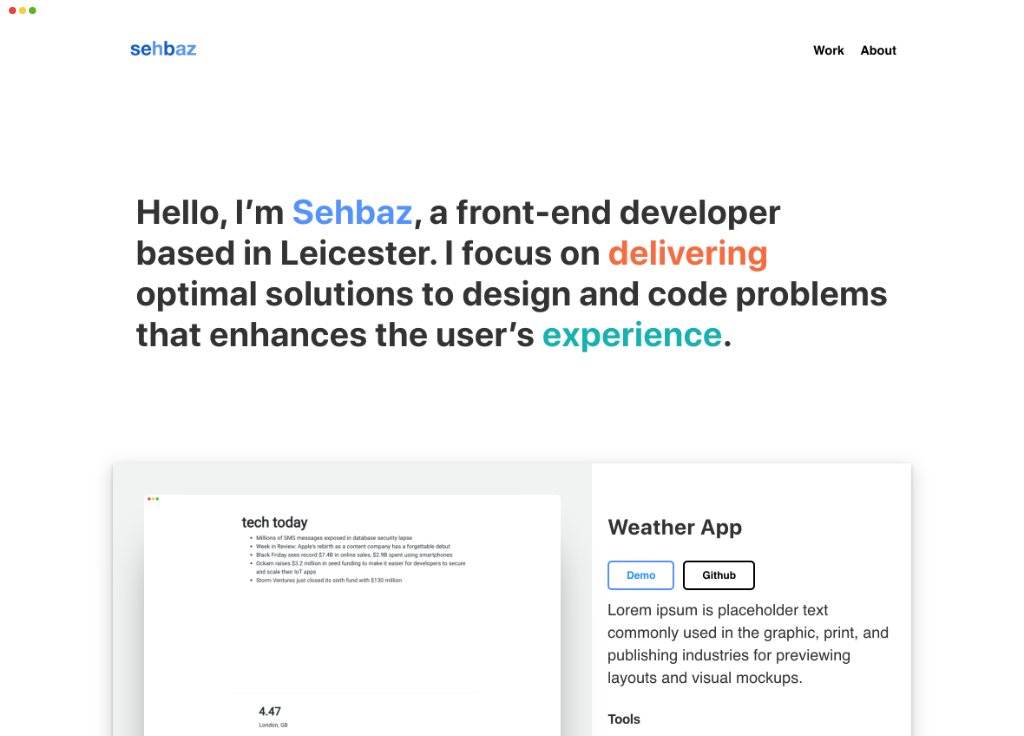 sehbaz
Work About
Hello, I’m Sehbaz, a front-end developer
based in Leicester. I focus on delivering
optimal solutions to design and code problems
that enhances the user’s experience.
tech today
Millions of SMS messages exposed in database security lapse
Week in Review: Apple's rebirth as a content company has a forgettable debut
Black Friday sees record $7.4B in online sales, $2.9B spent using smartphones
Ockam raises $3.2 million in seed funding to make it easier for developers to secure
and scale their IoT apps
Storm Ventures just closed its sixth fund with $130 million
4.47
London, GB
Weather App
Demo Github
Lorem ipsum is placeholder text
commonly used in the graphic, print, and
publishing industries for previewing
layouts and visual mockups.
Tools